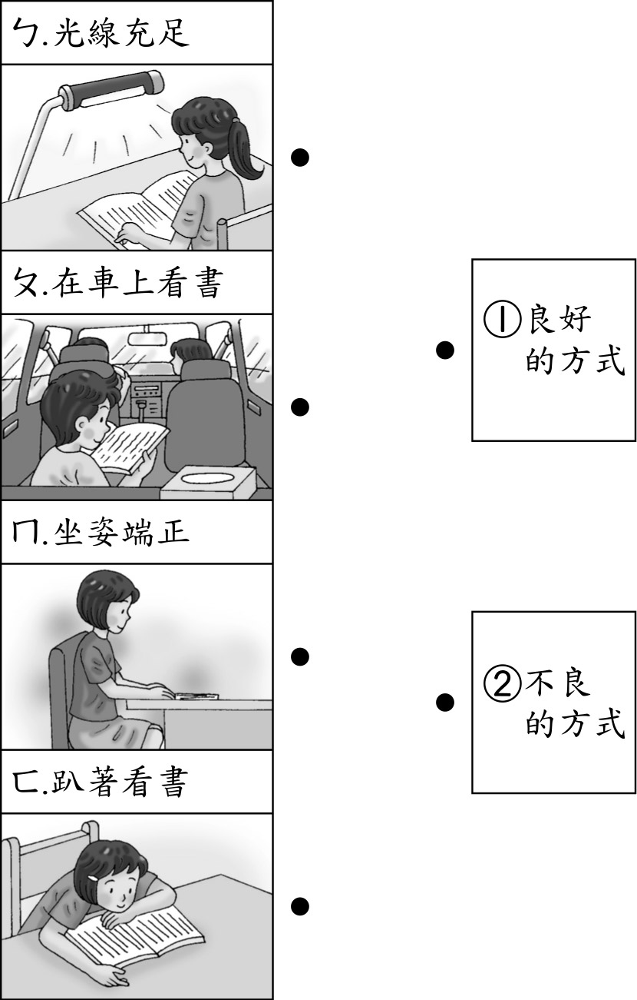 ㄅ.光線充足
ㄆ.在車上看書
ㄇ.坐姿端正
ㄈ.趴著看書
①良好
的方式
②不良
的方式